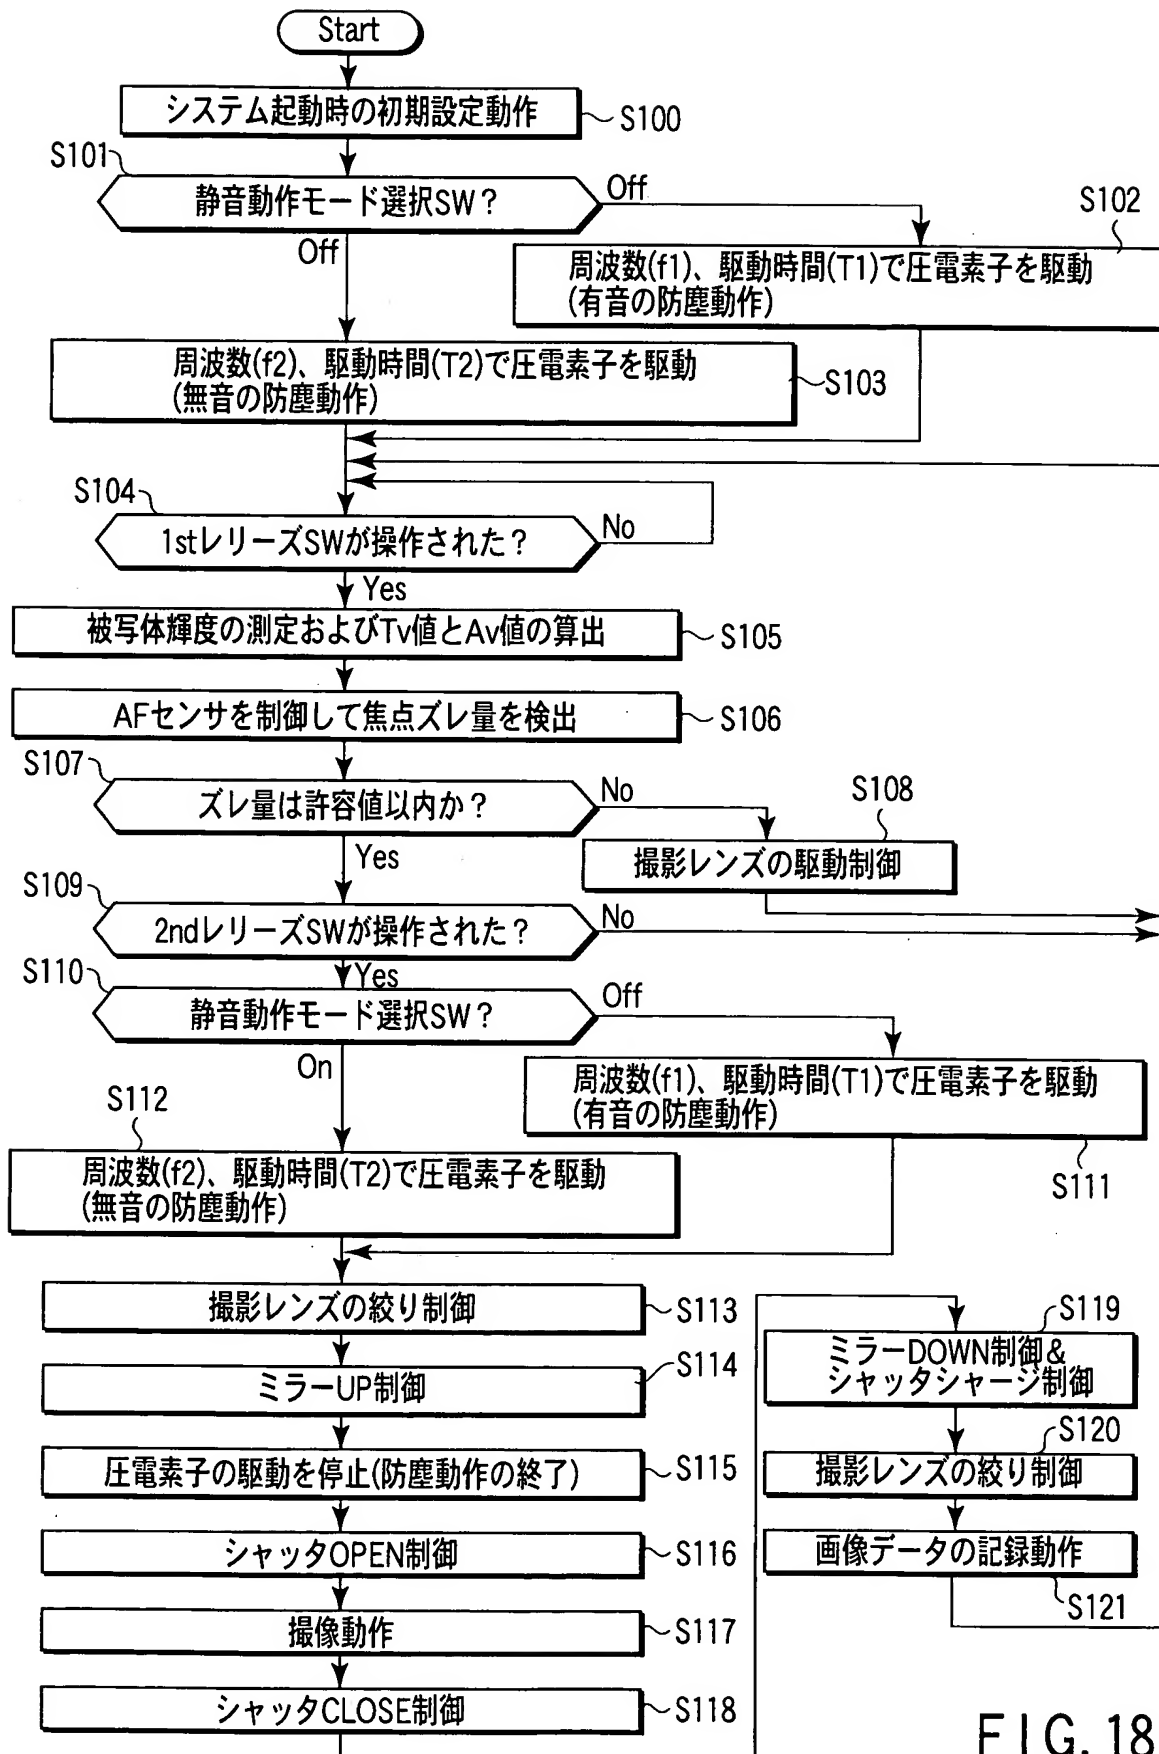 Start
システム起動時の初期設定動作
S100
S101
静音動作モード選択SW？
Off
Off
S102
周波数(f1)、駆動時間(T1)で圧電素子を駆動
(有音の防塵動作)
周波数(f2)、駆動時間(T2)で圧電素子を駆動
(無音の防塵動作)
S103
S104
1stレリーズSWが操作された？
No
Yes
被写体輝度の測定およびTv値とAv値の算出
S105
AFセンサを制御して焦点ズレ量を検出
S106
S107
ズレ量は許容値以内か？
No
Yes
S108
撮影レンズの駆動制御
S109
2ndレリーズSWが操作された？
No
Yes
S110
静音動作モード選択SW？
Off
On
周波数(f1)、駆動時間(T1)で圧電素子を駆動
(有音の防塵動作)
S111
S112
周波数(f2)、駆動時間(T2)で圧電素子を駆動
(無音の防塵動作)
撮影レンズの絞り制御
S113
ミラーUP制御
S114
圧電素子の駆動を停止(防塵動作の終了)
S115
シャッタOPEN制御
S116
撮像動作
S117
シャッタCLOSE制御
S118
S119
ミラーDOWN制御&
シャッタシャージ制御
S120
撮影レンズの絞り制御
画像データの記録動作
S121
FIG.18